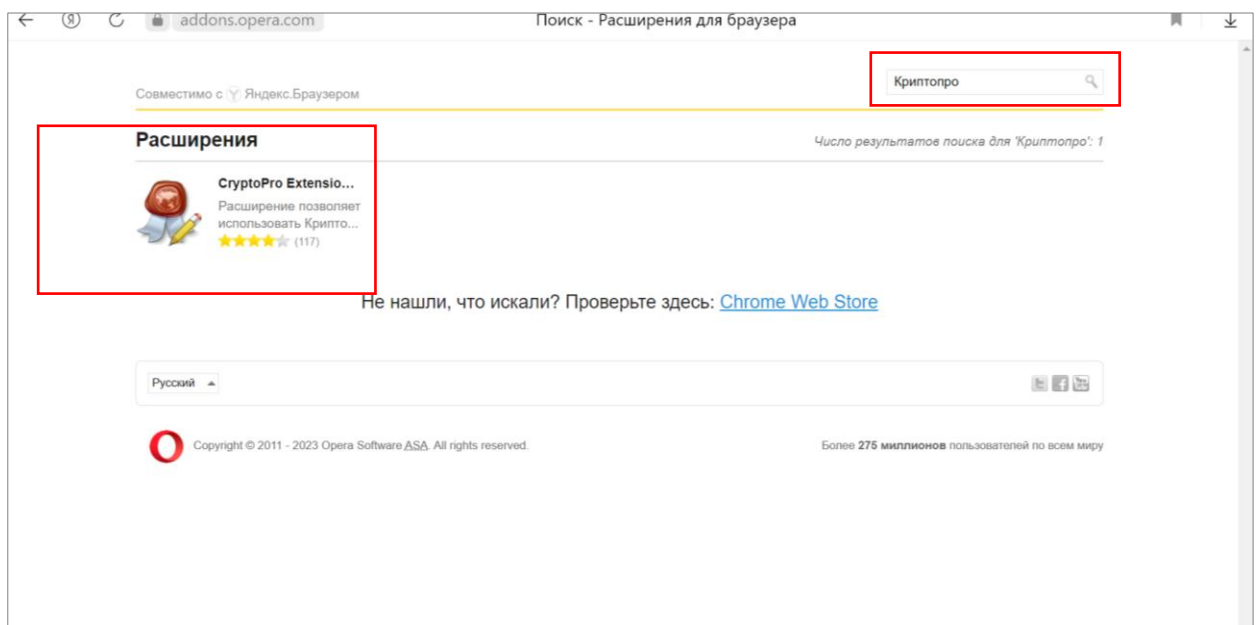 addons.opera.com
Поиск - Расширения для браузера
Криптопро
Совместимо с Яндекс.Браузером
Расширения
Число результатов поиска для 'Криптопро': 1
CryptoPro Extensio...
Расширение позволяет
использовать Крипто...
(117)
Не нашли, что искали? Проверьте здесь: Chrome Web Store
Русский
Copyright © 2011 - 2023 Opera Software ASA. All rights reserved.
Более 275 миллионов пользователей по всем миру